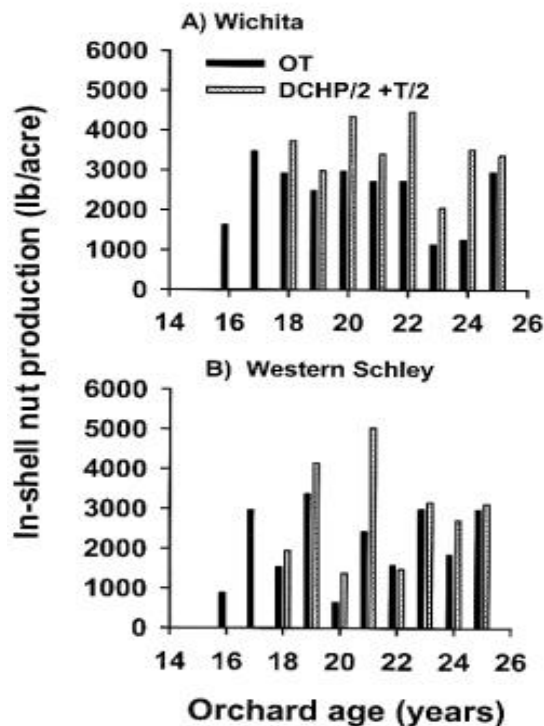 A) Wichita
In-shell nut production (lb/acre)
6000
5000
4000
3000
2000
1000
0
OT
DCHP/2 +T/2
14 16 18 20 22 24 26
B) Western Schley
6000
5000
4000
3000
2000
1000
0
14 16 18 20 22 24 26
Orchard age (years)